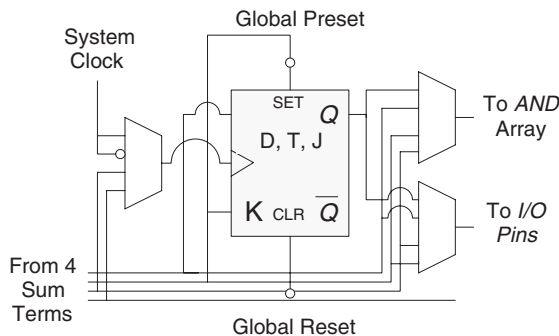 Global Preset
System
Clock
SET
Q
D, T, J
K CLR Q
To AND
Array
To I/O
Pins
From 4
Sum
Terms
Global Reset